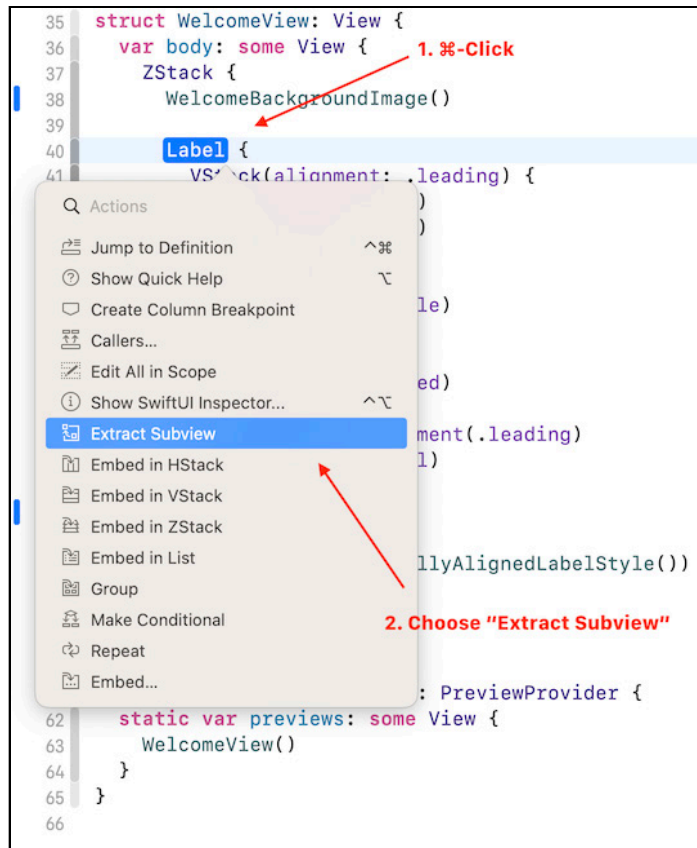 35 struct WelcomeView: View {
36 var body: some View {
1. ⌘-Click
37 ZStack {
38 WelcomeBackgroundImage()
39
40 Label {
41 VStack(alignment: .leading) {
Actions
)
Jump to Definition ^⌘
)
Show Quick Help ⌥
Create Column Breakpoint
le)
Callers...
Edit All in Scope
ed)
Show SwiftUI Inspector... ^⌥
Extract Subview
ment(.leading)
Embed in HStack
l)
Embed in VStack
Embed in ZStack
Embed in List
llyAlignedLabelStyle())
Group
Make Conditional
2. Choose "Extract Subview"
Repeat
Embed...
: PreviewProvider {
62 static var previews: some View {
63 WelcomeView()
64 }
65 }
66